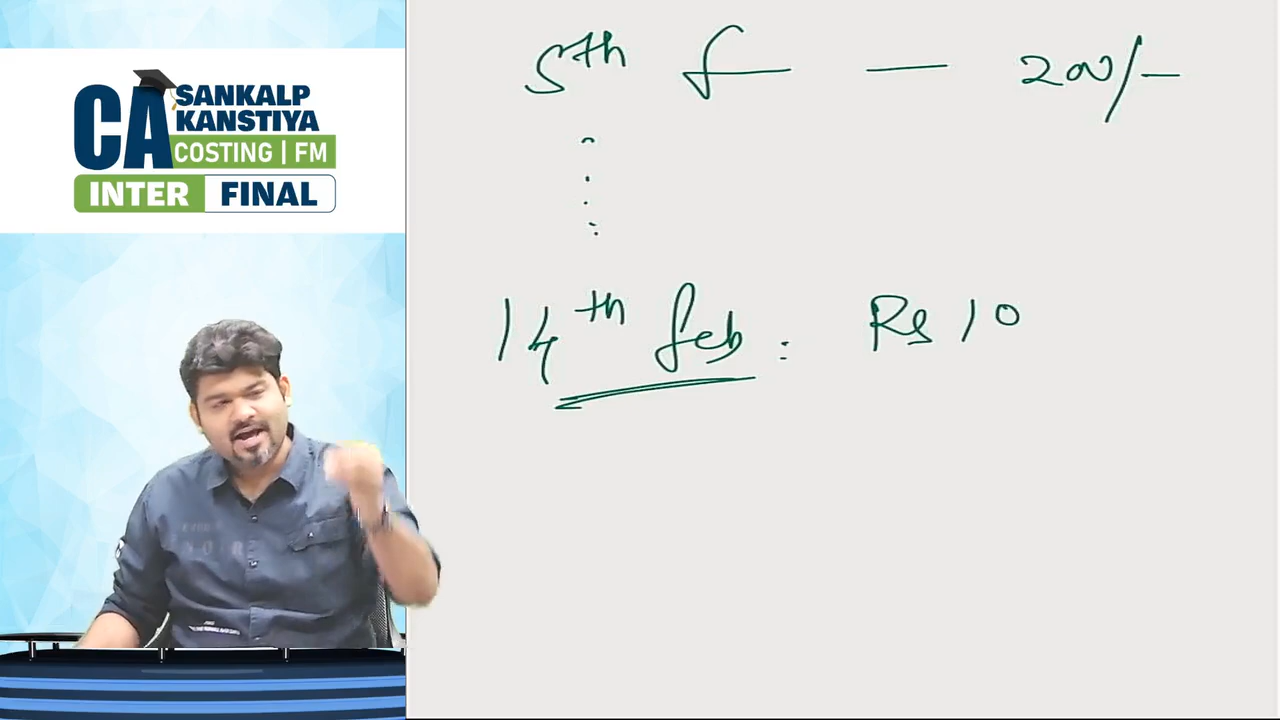 CA SANKALP
KANSTIYA
COSTING | FM
INTER FINAL
5th f — 200/-
14th feb : Rs 10